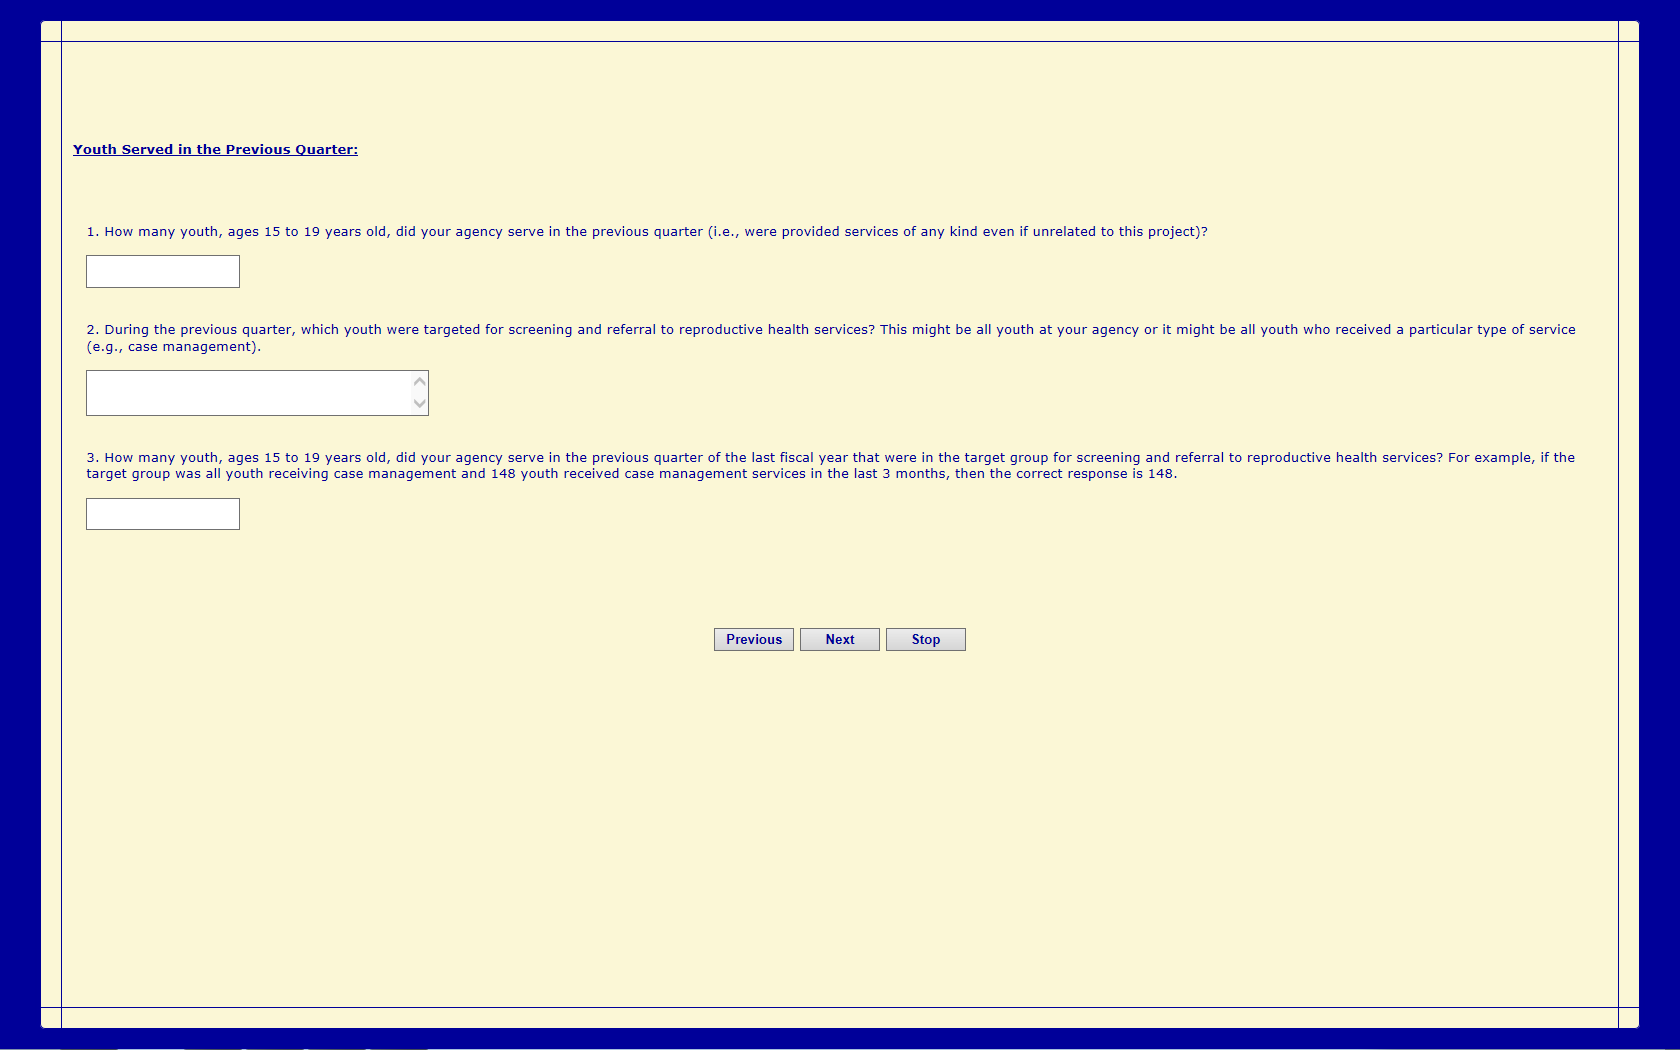 Youth Served in the Previous Quarter:
1. How many youth, ages 15 to 19 years old, did your agency serve in the previous quarter (i.e., were provided services of any kind even if unrelated to this project)?
2. During the previous quarter, which youth were targeted for screening and referral to reproductive health services? This might be all youth at your agency or it might be all youth who received a particular type of service
(e.g., case management).
3. How many youth, ages 15 to 19 years old, did your agency serve in the previous quarter of the last fiscal year that were in the target group for screening and referral to reproductive health services? For example, if the
target group was all youth receiving case management and 148 youth received case management services in the last 3 months, then the correct response is 148.
Previous Next Stop